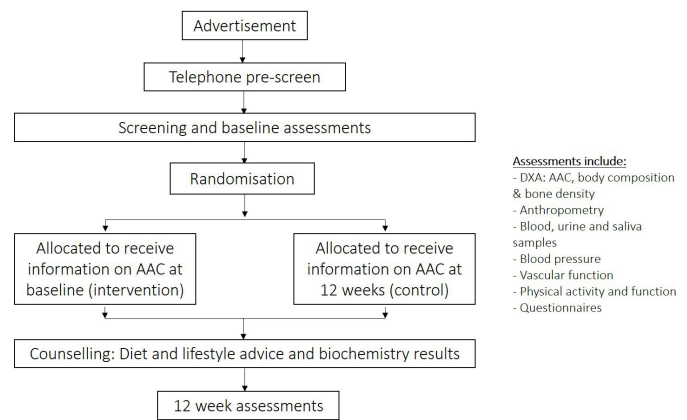 Advertisement
Telephone pre-screen
Screening and baseline assessments
Randomisation
Allocated to receive
information on AAC at
baseline (intervention)
Allocated to receive
information on AAC at
12 weeks (control)
Counselling: Diet and lifestyle advice and biochemistry results
12 week assessments
Assessments include:
- DXA: AAC, body composition
& bone density
- Anthropometry
- Blood, urine and saliva
samples
- Blood pressure
- Vascular function
- Physical activity and function
- Questionnaires